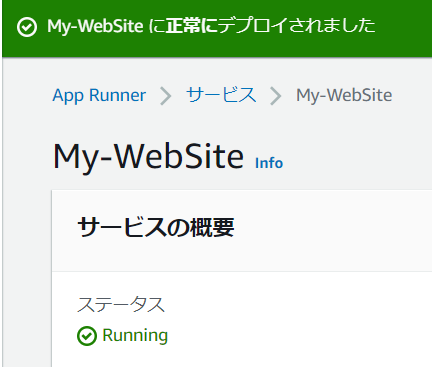 My-WebSite に正常にデプロイされました
App Runner > サービス > My-WebSite
My-WebSite Info
サービスの概要
ステータス
Running